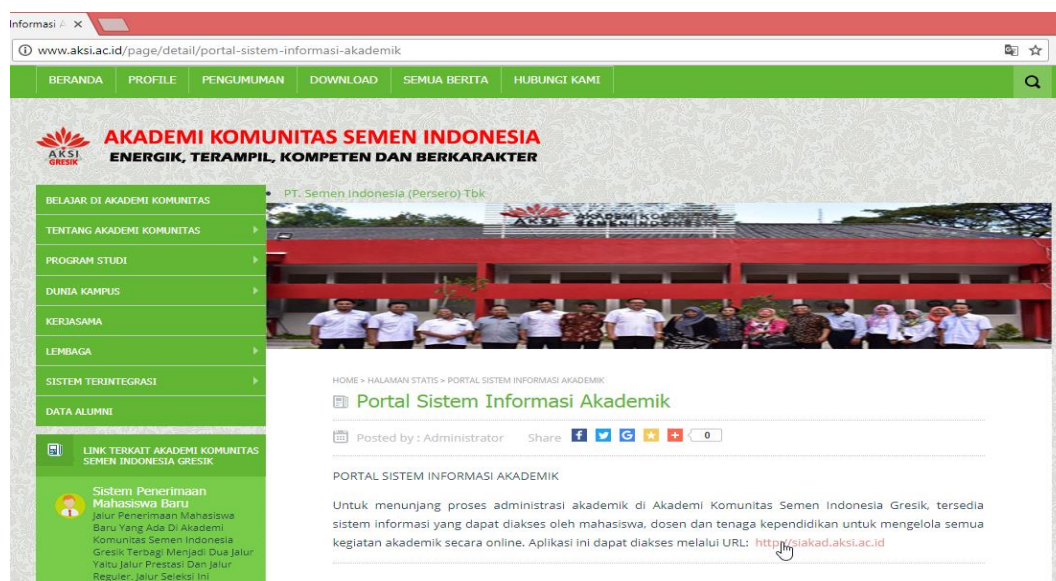 Informasi A
www.aksi.ac.id/page/detail/portal-sistem-informasi-akademik
BERANDA PROFILE PENGUMUMAN DOWNLOAD SEMUA BERITA HUBUNGI KAMI
AKADEMI KOMUNITAS SEMEN INDONESIA
ENERGIK, TERAMPIL, KOMPETEN DAN BERKARAKTER
AKSI
GRESIK
PT. Semen Indonesia (Persero) Tbk
AKSI
AKADEMI KOMUNITAS
SEMEN INDONESIA
BELAJAR DI AKADEMI KOMUNITAS
TENTANG AKADEMI KOMUNITAS
PROGRAM STUDI
DUNIA KAMPUS
KERJASAMA
LEMBAGA
SISTEM TERINTEGRASI
DATA ALUMNI
LINK TERKAIT AKADEMI KOMUNITAS
SEMEN INDONESIA GRESIK
Sistem Penerimaan
Mahasiswa Baru
Jalur Penerimaan Mahasiswa
Baru Yang Ada Di Akademi
Komunitas Semen Indonesia
Gresik Terbagi Menjadi Dua Jalur
Yaitu Jalur Prestasi Dan Jalur
Reguler. Jalur Seleksi Ini
HOME > HALAMAN STATIS > PORTAL SISTEM INFORMASI AKADEMIK
Portal Sistem Informasi Akademik
Posted by : Administrator Share 0
PORTAL SISTEM INFORMASI AKADEMIK
Untuk menunjang proses administrasi akademik di Akademi Komunitas Semen Indonesia Gresik, tersedia
sistem informasi yang dapat diakses oleh mahasiswa, dosen dan tenaga kependidikan untuk mengelola semua
kegiatan akademik secara online. Aplikasi ini dapat diakses melalui URL: http://siakad.aksi.ac.id